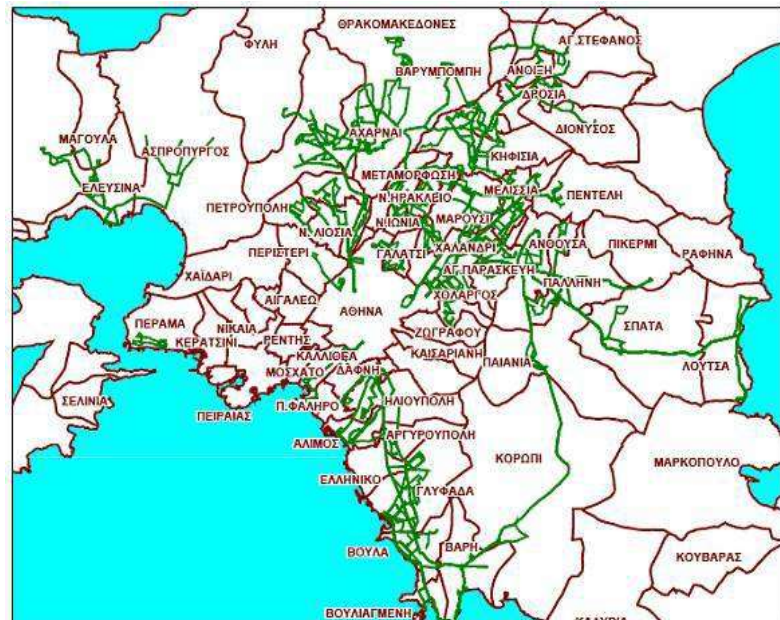 ΘΡΑΚΟΜΑΚΕΔΟΝΕΣ
ΦΥΛΗ
ΑΓ.ΣΤΕΦΑΝΟΣ
ΒΑΡΥΜΠΟΜΠΗ
ΑΝΟΙΞΗ
ΔΡΟΣΙΑ
ΜΑΓΟΥΛΑ
ΑΧΑΡΝΑΙ
ΔΙΟΝΥΣΟΣ
ΑΣΠΡΟΠΥΡΓΟΣ
ΚΗΦΙΣΙΑ
ΕΛΕΥΣΙΝΑ
ΜΕΤΑΜΟΡΦΩΣΗ
ΜΕΛΙΣΣΙΑ
ΠΕΝΤΕΛΗ
Ν.ΗΡΑΚΛΕΙΟ
ΠΕΤΡΟΥΠΟΛΗ
ΜΑΡΟΥΣΙ
Ν.ΙΩΝΙΑ
Ν. ΛΙΟΣΙΑ
ΧΑΛΑΝΔΡΙ
ΑΝΘΟΥΣΑ
ΠΙΚΕΡΜΙ
ΡΑΦΗΝΑ
ΠΕΡΙΣΤΕΡΙ
ΓΑΛΑΤΣΙ
ΧΑΪΔΑΡΙ
ΑΓ.ΠΑΡΑΣΚΕΥΗ
ΠΑΛΛΗΝΗ
ΑΙΓΑΛΕΩ
ΧΟΛΑΡΓΟΣ
ΑΘΗΝΑ
ΠΕΡΑΜΑ
ΝΙΚΑΙΑ
ΣΠΑΤΑ
ΚΕΡΑΤΣΙΝΙ
ΡΕΝΤΗΣ
ΖΩΓΡΑΦΟΥ
ΚΑΛΛΙΘΕΑ
ΚΑΙΣΑΡΙΑΝΗ
ΠΑΙΑΝΙΑ
ΛΟΥΤΣΑ
ΜΟΣΧΑΤΟ
ΔΑΦΝΗ
ΣΕΛΙΝΙΑ
ΠΕΙΡΑΙΑΣ
Π.ΦΑΛΗΡΟ
ΗΛΙΟΥΠΟΛΗ
ΑΛΙΜΟΣ
ΑΡΓΥΡΟΥΠΟΛΗ
ΚΟΡΩΠΙ
ΜΑΡΚΟΠΟΥΛΟ
ΕΛΛΗΝΙΚΟ
ΓΛΥΦΑΔΑ
ΒΟΥΛΑ
ΒΑΡΗ
ΚΟΥΒΑΡΑΣ
ΒΟΥΛΙΑΓΜΕΝΗ